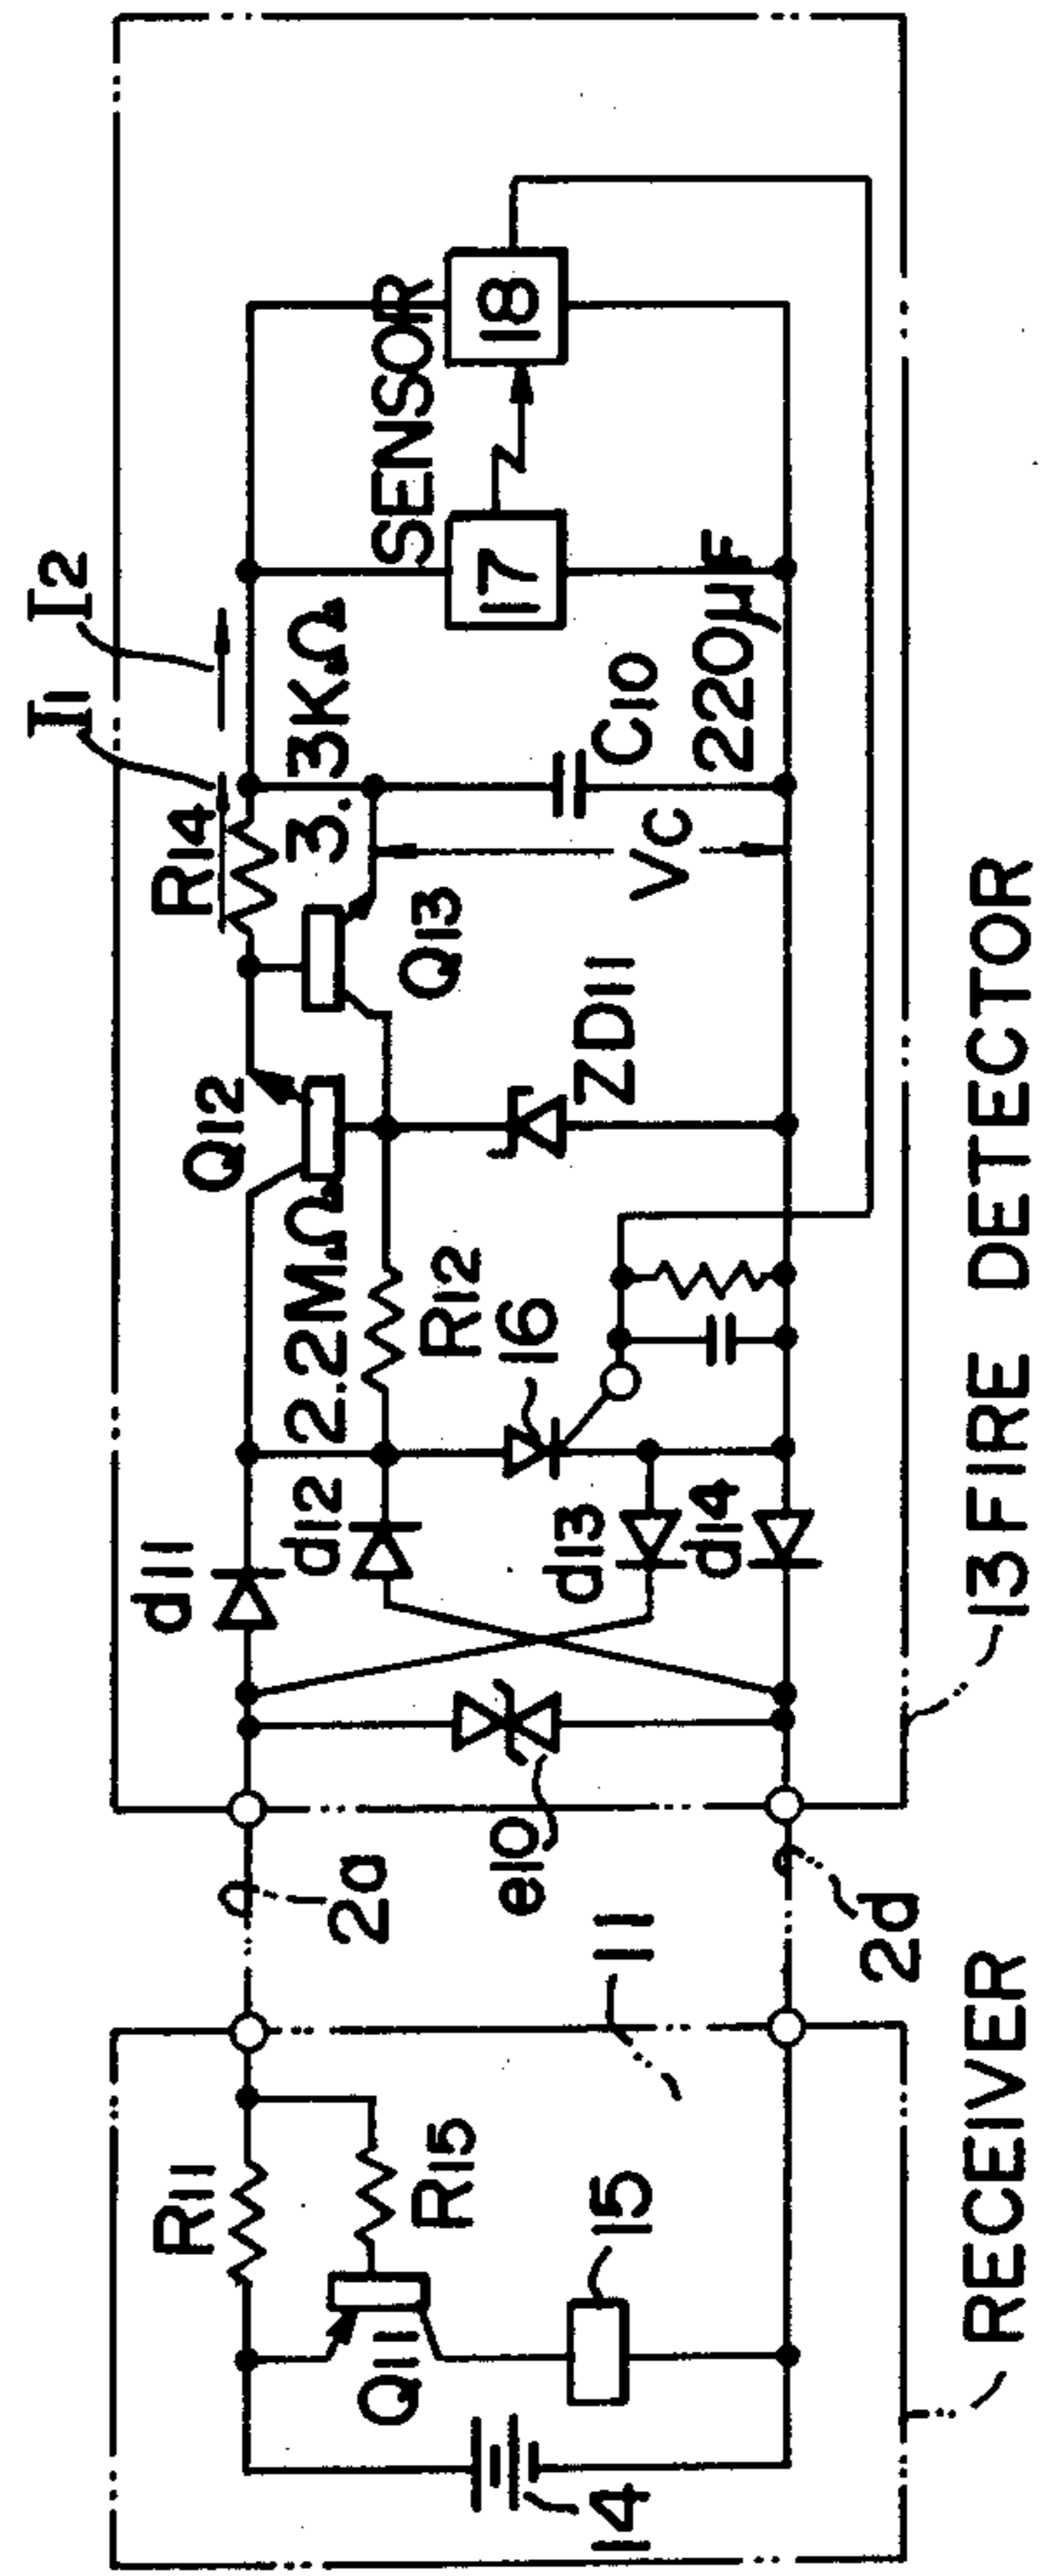 I1
I2
R11
R15
Q11
14
15
11
2a
2d
e10
d11
d12
d13
d14
16
2.2MΩ
R12
Q12
Q13
ZD11
R14
3.3KΩ
VC
C10
220μF
SENSOR
17
18
RECEIVER
13 FIRE DETECTOR